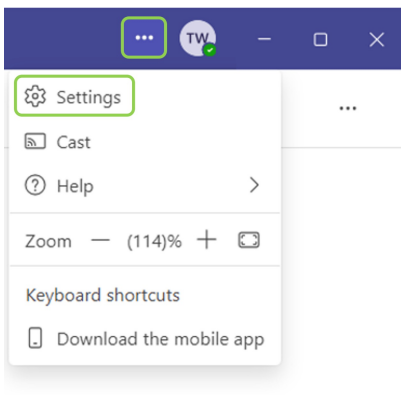 TW
Settings
Cast
Help
Zoom — (114)% +
Keyboard shortcuts
Download the mobile app